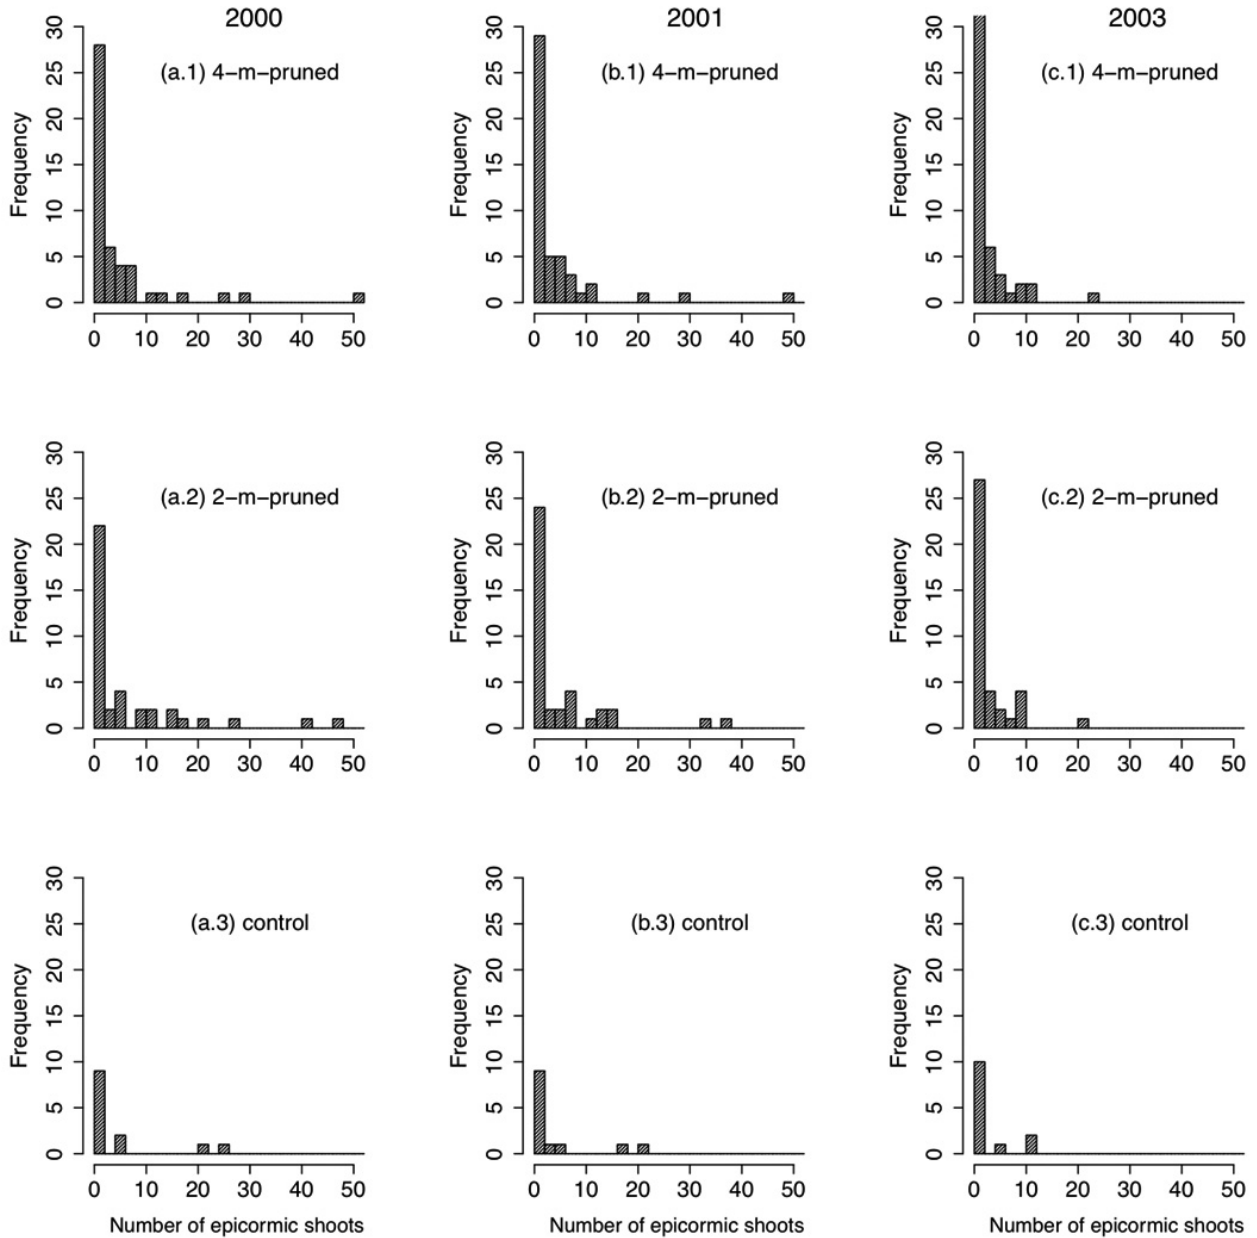 2000 2001 2003
(a.1) 4−m−pruned (b.1) 4−m−pruned (c.1) 4−m−pruned
Frequency Frequency Frequency
0 5 10 15 20 25 30 0 5 10 15 20 25 30 0 5 10 15 20 25 30
0 10 20 30 40 50 0 10 20 30 40 50 0 10 20 30 40 50
(a.2) 2−m−pruned (b.2) 2−m−pruned (c.2) 2−m−pruned
Frequency Frequency Frequency
0 5 10 15 20 25 30 0 5 10 15 20 25 30 0 5 10 15 20 25 30
0 10 20 30 40 50 0 10 20 30 40 50 0 10 20 30 40 50
(a.3) control (b.3) control (c.3) control
Frequency Frequency Frequency
0 5 10 15 20 25 30 0 5 10 15 20 25 30 0 5 10 15 20 25 30
0 10 20 30 40 50 0 10 20 30 40 50 0 10 20 30 40 50
Number of epicormic shoots Number of epicormic shoots Number of epicormic shoots